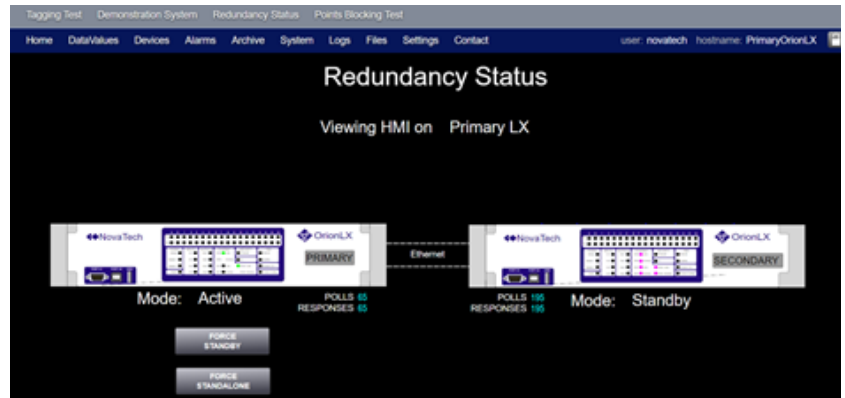 Tagging Test Demonstration System Redundancy Status Points Blocking Test
Home DataValues Devices Alarms Archive System Logs Files Settings Contact user: novatech hostname: PrimaryOrionLX
Redundancy Status
Viewing HMI on Primary LX
NovaTech OrionLX
PRIMARY
Ethernet
NovaTech OrionLX
SECONDARY
Mode: Active
POLLS 65
RESPONSES 65
POLLS 195
RESPONSES 195
Mode: Standby
FORCE
STANDBY
FORCE
STANDALONE